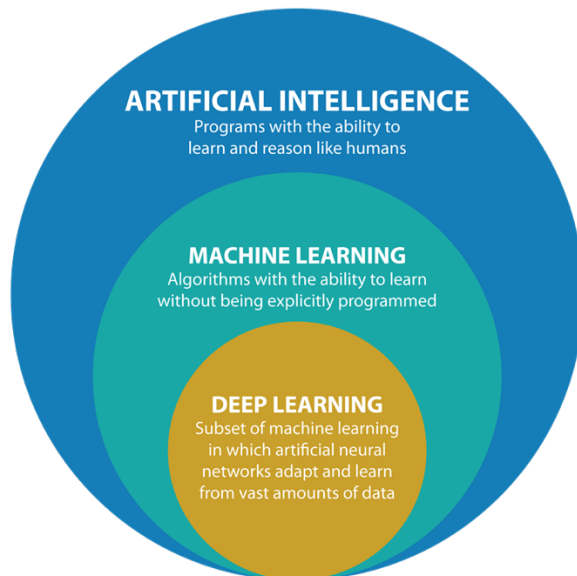 ARTIFICIAL INTELLIGENCE
Programs with the ability to
learn and reason like humans
MACHINE LEARNING
Algorithms with the ability to learn
without being explicitly programmed
DEEP LEARNING
Subset of machine learning
in which artificial neural
networks adapt and learn
from vast amounts of data